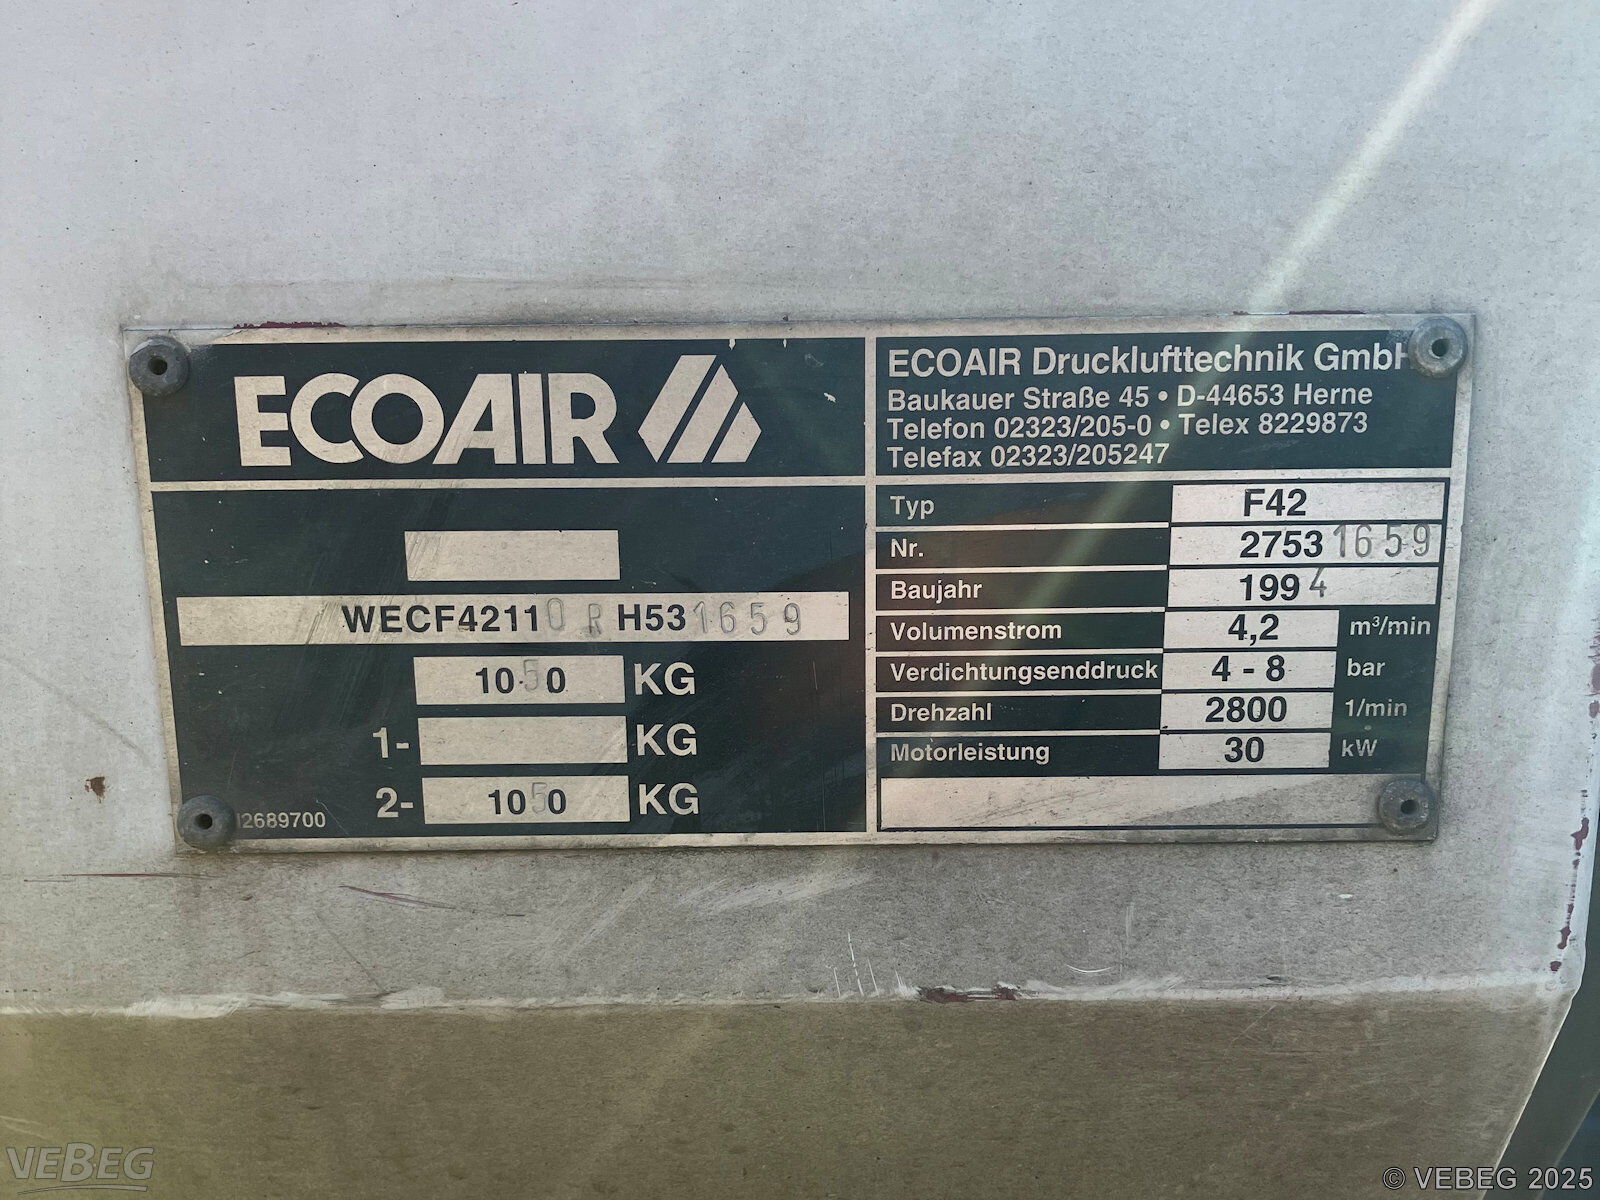 ECOAIR
ECOAIR Drucklufttechnik GmbH
Baukauer Straße 45 • D-44653 Herne
Telefon 02323/205-0 • Telex 8229873
Telefax 02323/205247
WECF42110RH531659
1050 KG
1- KG
2- 1050 KG
12689700
Typ F42
Nr. 27531659
Baujahr 1994
Volumenstrom 4,2 m³/min
Verdichtungsenddruck 4 - 8 bar
Drehzahl 2800 1/min
Motorleistung 30 kW
VEBEG
© VEBEG 2025